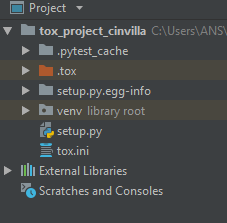 Project
tox_project_cinvilla C:\Users\ANS
.pytest_cache
.tox
setup.py.egg-info
venv library root
setup.py
tox.ini
External Libraries
Scratches and Consoles